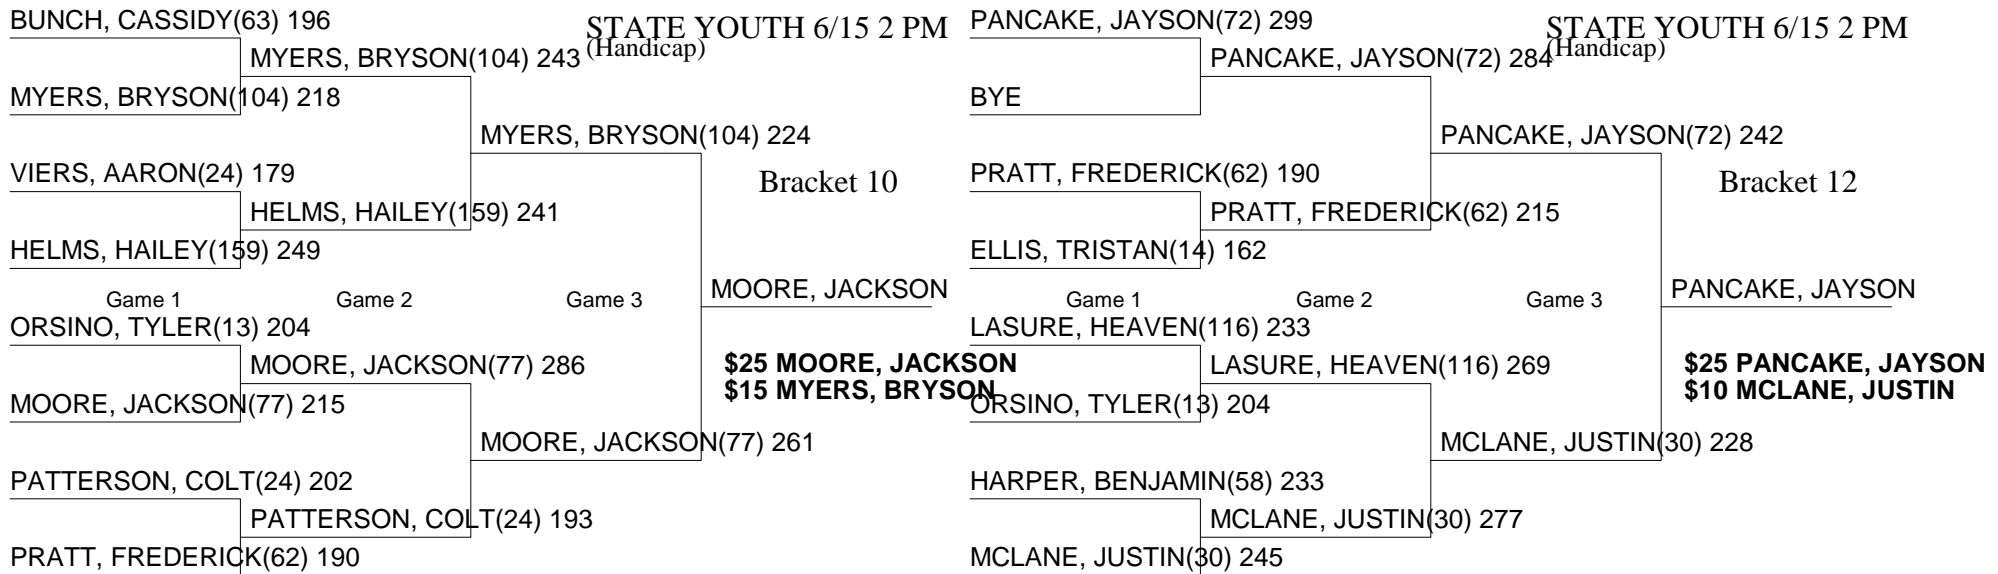 BUNCH, CASSIDY(63) 196
STATE YOUTH 6/15 2 PM
(Handicap)
MYERS, BRYSON(104) 243
MYERS, BRYSON(104) 218
MYERS, BRYSON(104) 224
VIERS, AARON(24) 179
Bracket 10
HELMS, HAILEY(159) 241
HELMS, HAILEY(159) 249
MOORE, JACKSON
Game 1
Game 2
Game 3
ORSINO, TYLER(13) 204
MOORE, JACKSON(77) 286
$25 MOORE, JACKSON
$15 MYERS, BRYSON
MOORE, JACKSON(77) 215
MOORE, JACKSON(77) 261
PATTERSON, COLT(24) 202
PATTERSON, COLT(24) 193
PRATT, FREDERICK(62) 190
PANCAKE, JAYSON(72) 299
STATE YOUTH 6/15 2 PM
(Handicap)
PANCAKE, JAYSON(72) 284
BYE
PANCAKE, JAYSON(72) 242
PRATT, FREDERICK(62) 190
Bracket 12
PRATT, FREDERICK(62) 215
ELLIS, TRISTAN(14) 162
PANCAKE, JAYSON
Game 1
Game 2
Game 3
LASURE, HEAVEN(116) 233
LASURE, HEAVEN(116) 269
$25 PANCAKE, JAYSON
$10 MCLANE, JUSTIN
ORSINO, TYLER(13) 204
MCLANE, JUSTIN(30) 228
HARPER, BENJAMIN(58) 233
MCLANE, JUSTIN(30) 277
MCLANE, JUSTIN(30) 245